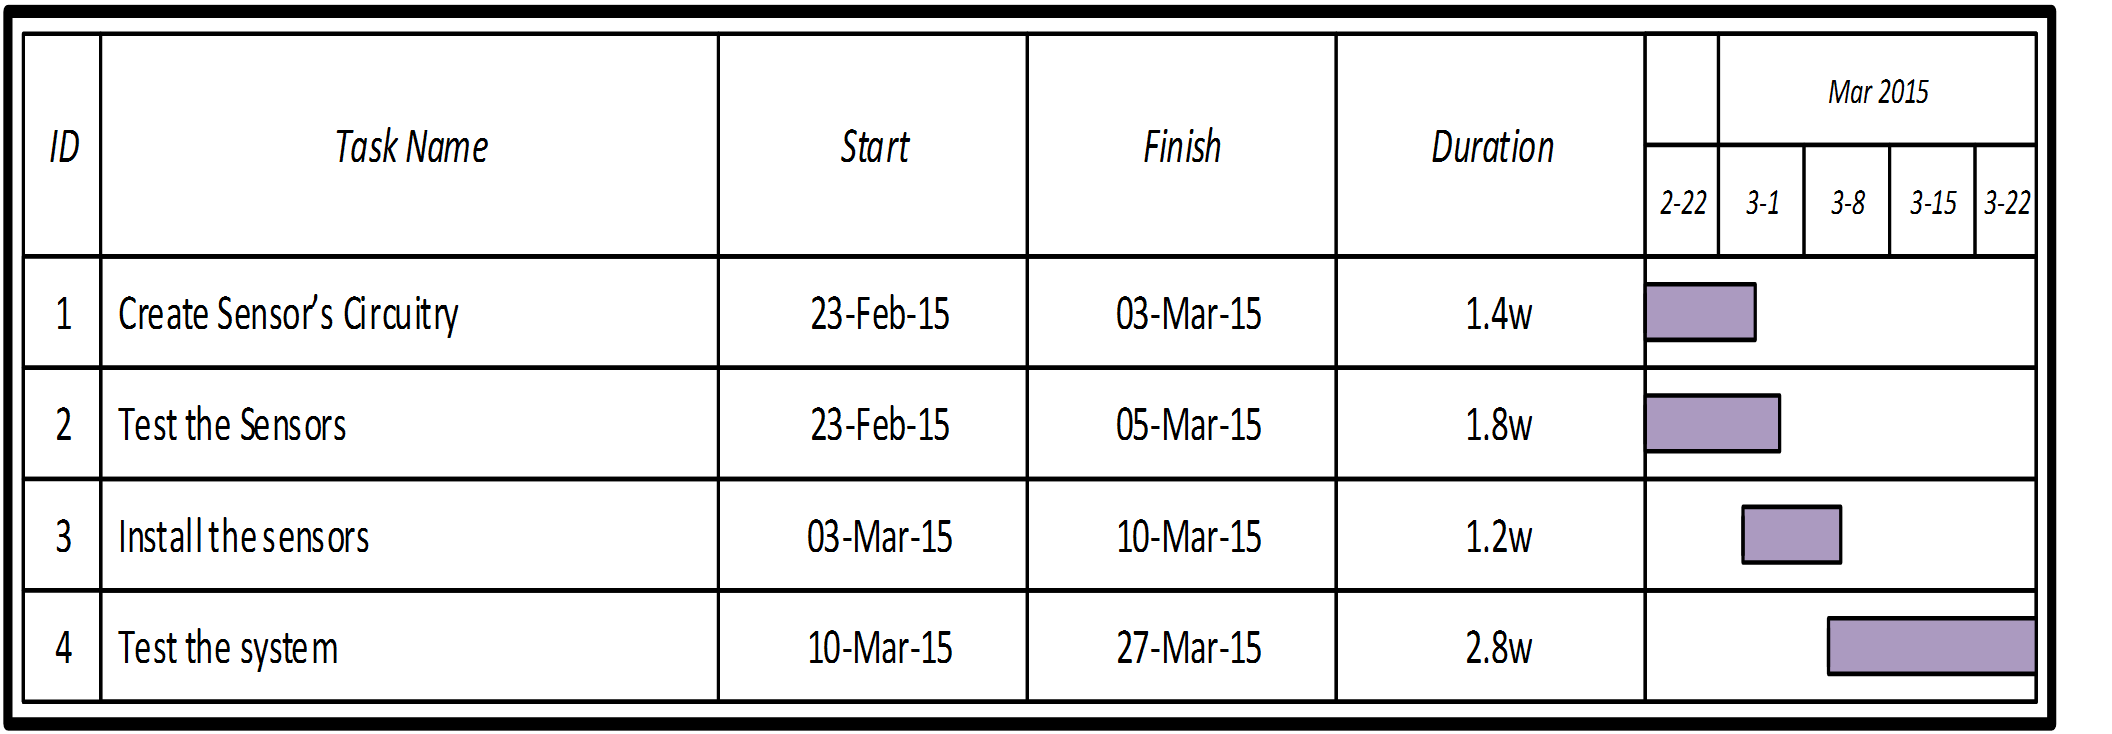 ID Task Name Start Finish Duration Mar 2015
2-22 3-1 3-8 3-15 3-22
1 Create Sensor’s Circuitry 23-Feb-15 03-Mar-15 1.4w
2 Test the Sensors 23-Feb-15 05-Mar-15 1.8w
3 Install the sensors 03-Mar-15 10-Mar-15 1.2w
4 Test the system 10-Mar-15 27-Mar-15 2.8w